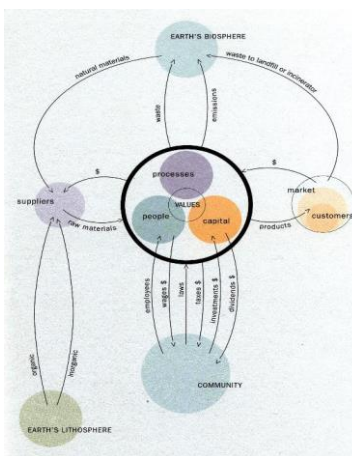 EARTH'S BIOSPHERE
natural materials
waste to landfill or incinerator
waste
emissions
$
$
processes
suppliers
people
VALUES
capital
market
customers
raw materials
products
employees
wages $
laws
taxes $
investments $
dividends $
organic
inorganic
COMMUNITY
EARTH'S LITHOSPHERE